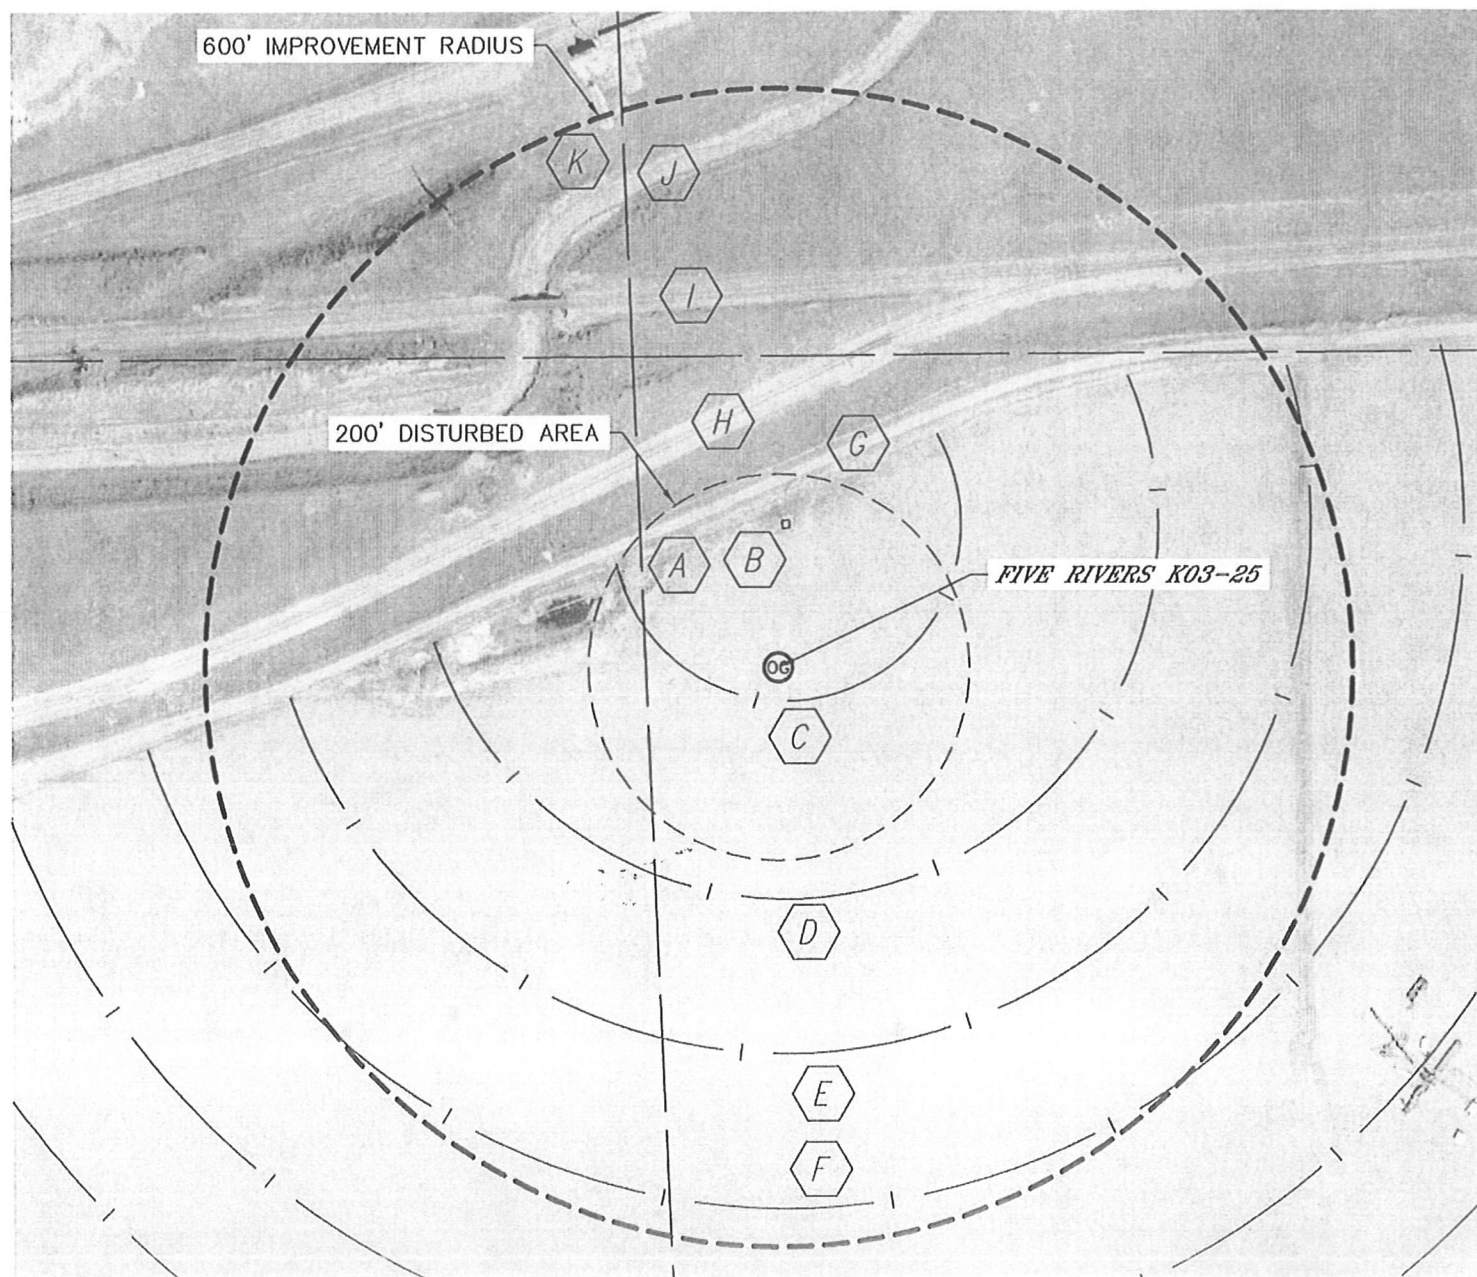 600' IMPROVEMENT RADIUS
K
J
I
200' DISTURBED AREA
H
G
A
B
FIVE RIVERS K03-25
OG
C
D
E
F